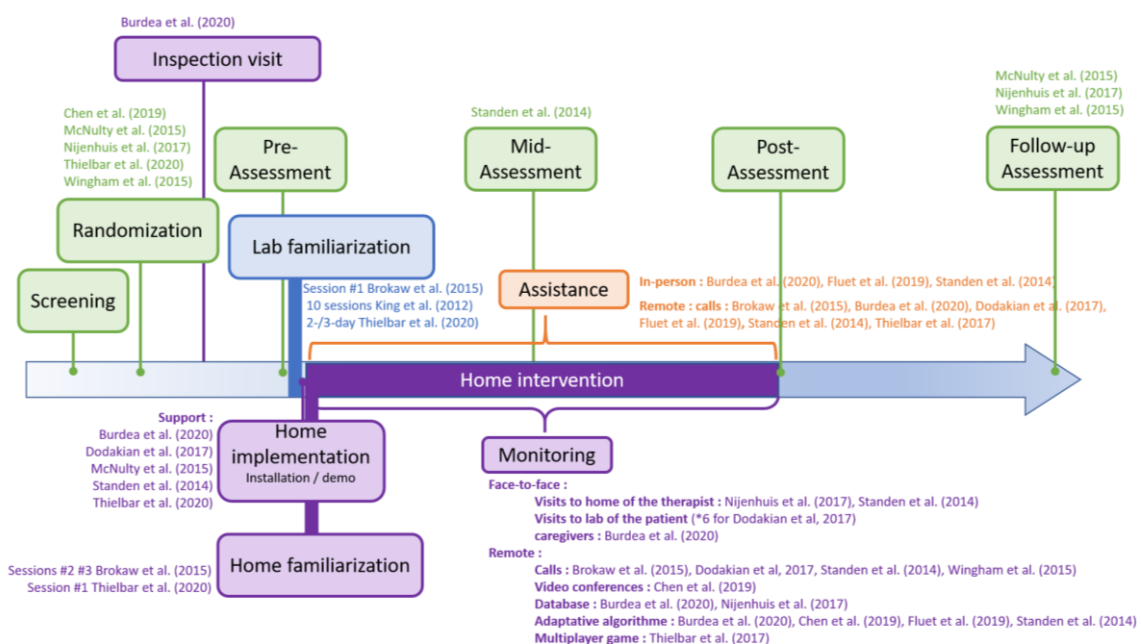 Burdea et al. (2020)
Inspection visit
Chen et al. (2019)
McNulty et al. (2015)
Nijenhuis et al. (2017)
Thielbar et al. (2020)
Wingham et al. (2015)
Randomization
Screening
Pre-
Assessment
Lab familiarization
Session #1 Brokaw et al. (2015)
10 sessions King et al. (2012)
2-/3-day Thielbar et al. (2020)
Standen et al. (2014)
Mid-
Assessment
Post-
Assessment
McNulty et al. (2015)
Nijenhuis et al. (2017)
Wingham et al. (2015)
Follow-up
Assessment
Assistance
In-person : Burdea et al. (2020), Fluet et al. (2019), Standen et al. (2014)
Remote : calls : Brokaw et al. (2015), Burdea et al. (2020), Dodakian et al. (2017),
Fluet et al. (2019), Standen et al. (2014), Thielbar et al. (2017)
Home intervention
Support :
Burdea et al. (2020)
Dodakian et al. (2017)
McNulty et al. (2015)
Standen et al. (2014)
Thielbar et al. (2020)
Home
implementation
Installation / demo
Sessions #2 #3 Brokaw et al. (2015)
Session #1 Thielbar et al. (2020)
Home familiarization
Monitoring
Face-to-face :
Visits to home of the therapist : Nijenhuis et al. (2017), Standen et al. (2014)
Visits to lab of the patient (*6 for Dodakian et al, 2017)
caregivers : Burdea et al. (2020)
Remote :
Calls : Brokaw et al. (2015), Dodakian et al, 2017, Standen et al. (2014), Wingham et al. (2015)
Video conferences : Chen et al. (2019)
Database : Burdea et al. (2020), Nijenhuis et al. (2017)
Adaptative algorithme : Burdea et al. (2020), Chen et al. (2019), Fluet et al. (2019), Standen et al. (2014)
Multiplayer game : Thielbar et al. (2017)